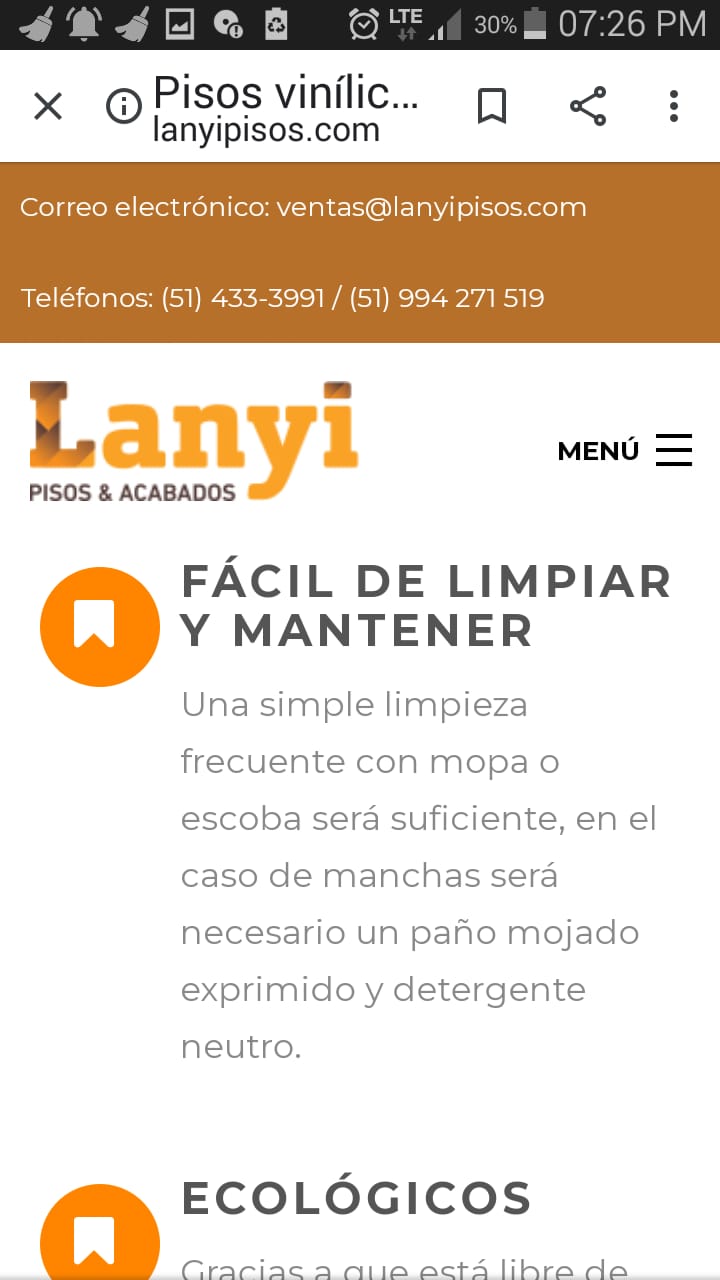 LTE 30% 07:26 PM
Pisos vinílic...
lanyipisos.com
Correo electrónico: ventas@lanyipisos.com
Teléfonos: (51) 433-3991 / (51) 994 271 519
Lanyi
PISOS & ACABADOS
MENÚ
FÁCIL DE LIMPIAR
Y MANTENER
Una simple limpieza
frecuente con mopa o
escoba será suficiente, en el
caso de manchas será
necesario un paño mojado
exprimido y detergente
neutro.
ECOLÓGICOS
Gracias a que está libre de